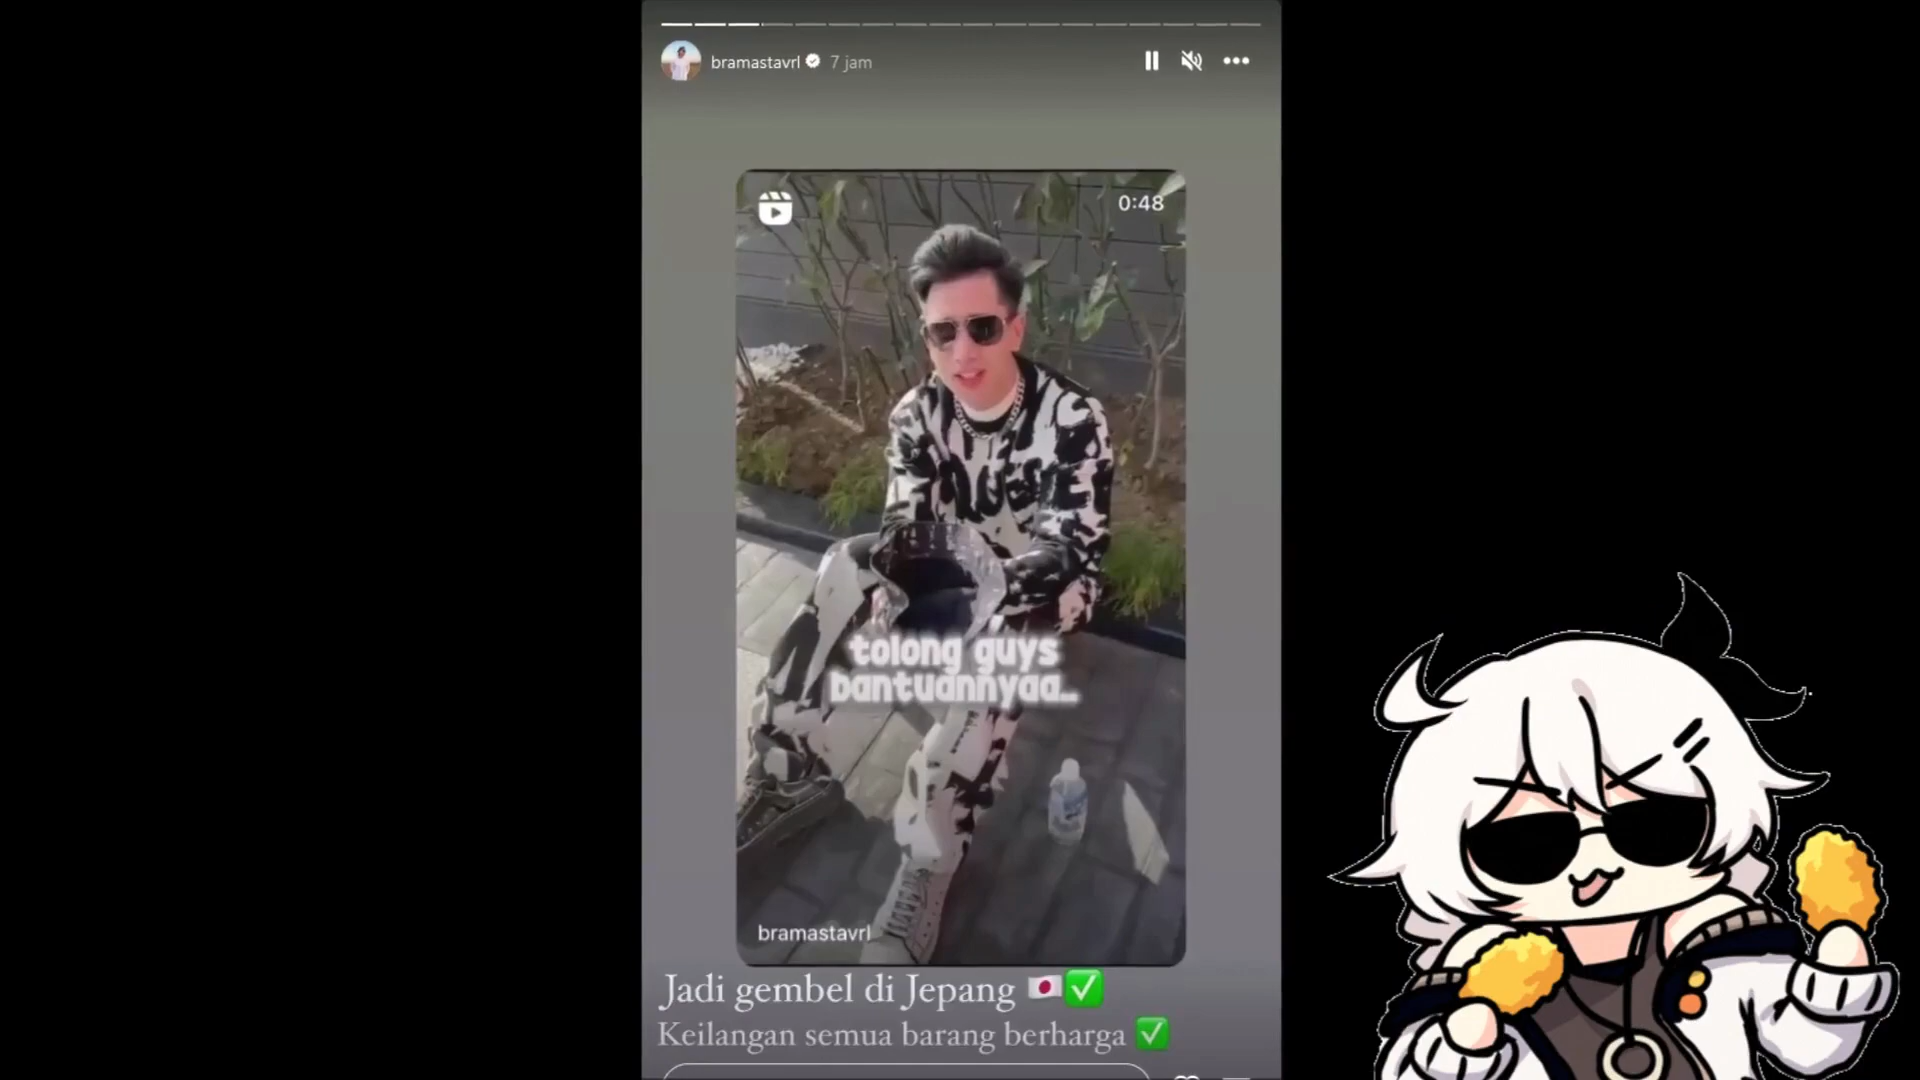 bramastavrl 7 jam
0:48
tolong guys
bantuannyaa...
bramastavrl
Jadi gembel di Jepang 🇯🇵✅
Keilangan semua barang berharga ✅